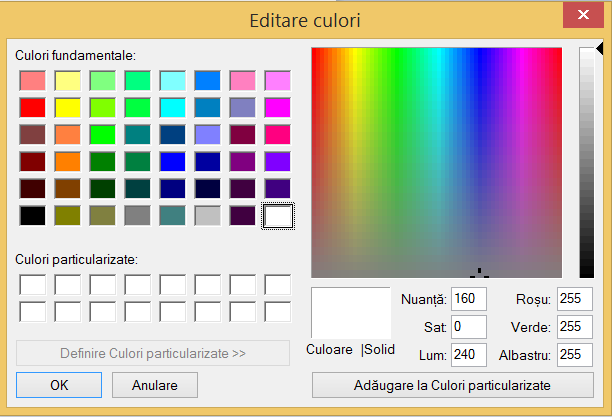 Editare culori
Culori fundamentale:
Culori particularizate:
Definire Culori particularizate >>
OK
Anulare
Culoare |Solid
Nuanță: 160
Sat: 0
Lum: 240
Roșu: 255
Verde: 255
Albastru: 255
Adăugare la Culori particularizate